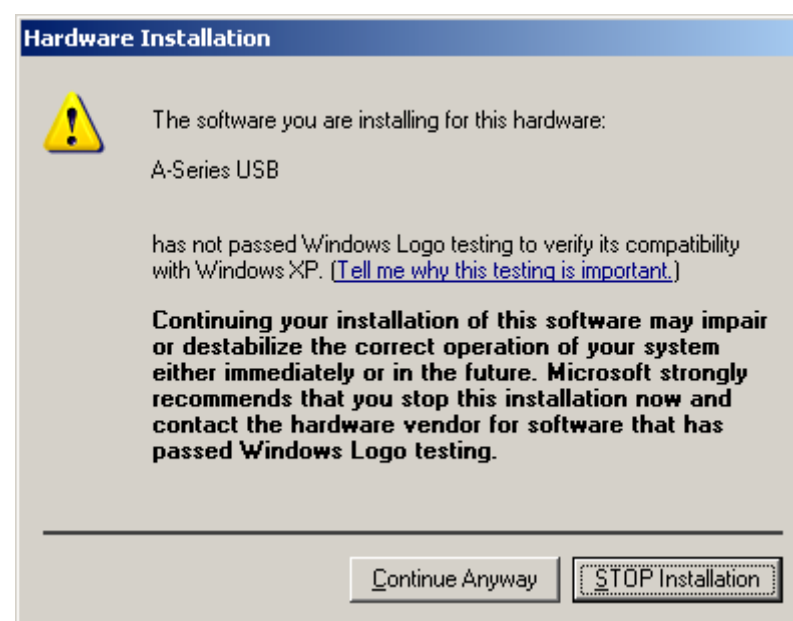 Hardware Installation
The software you are installing for this hardware:
A-Series USB
has not passed Windows Logo testing to verify its compatibility
with Windows XP. (Tell me why this testing is important.)
Continuing your installation of this software may impair
or destabilize the correct operation of your system
either immediately or in the future. Microsoft strongly
recommends that you stop this installation now and
contact the hardware vendor for software that has
passed Windows Logo testing.
Continue Anyway STOP Installation